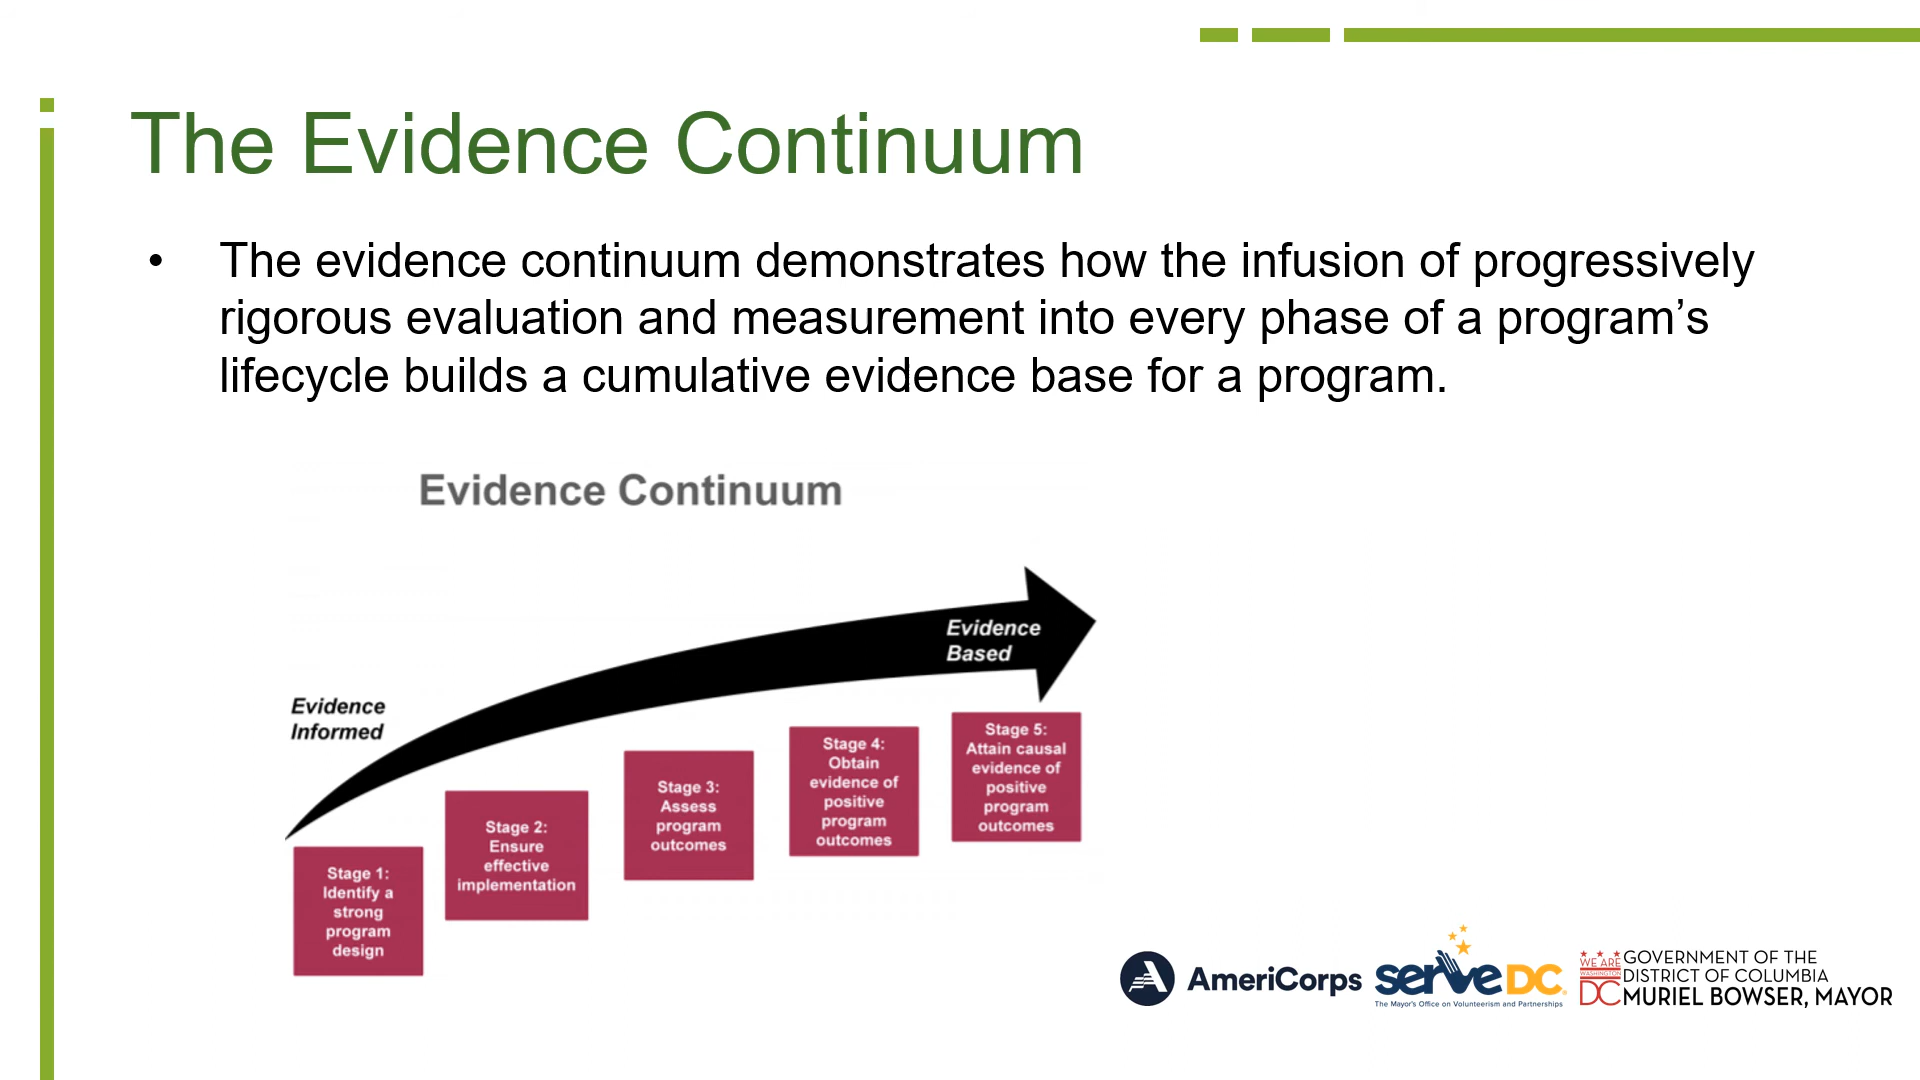 The Evidence Continuum
• The evidence continuum demonstrates how the infusion of progressively
rigorous evaluation and measurement into every phase of a program’s
lifecycle builds a cumulative evidence base for a program.
Evidence Continuum
Evidence
Informed
Evidence
Based
Stage 1:
Identify a
strong
program
design
Stage 2:
Ensure
effective
implementation
Stage 3:
Assess
program
outcomes
Stage 4:
Obtain
evidence of
positive
program
outcomes
Stage 5:
Attain causal
evidence of
positive
program
outcomes
AmeriCorps
serve DC
The Mayor's Office on Volunteerism and Partnerships
WE ARE
WASHINGTON
DC
GOVERNMENT OF THE
DISTRICT OF COLUMBIA
MURIEL BOWSER, MAYOR